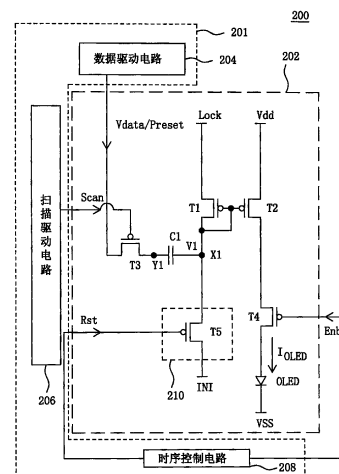 200
201
数据驱动电路
204
202
Vdata/Preset
Lock
Vdd
扫描驱动电路
Scan
T1
T2
C1
V1
T3
Y1
X1
Rst
T5
T4
Enb
I OLED
210
INI
OLED
VSS
206
时序控制电路
208